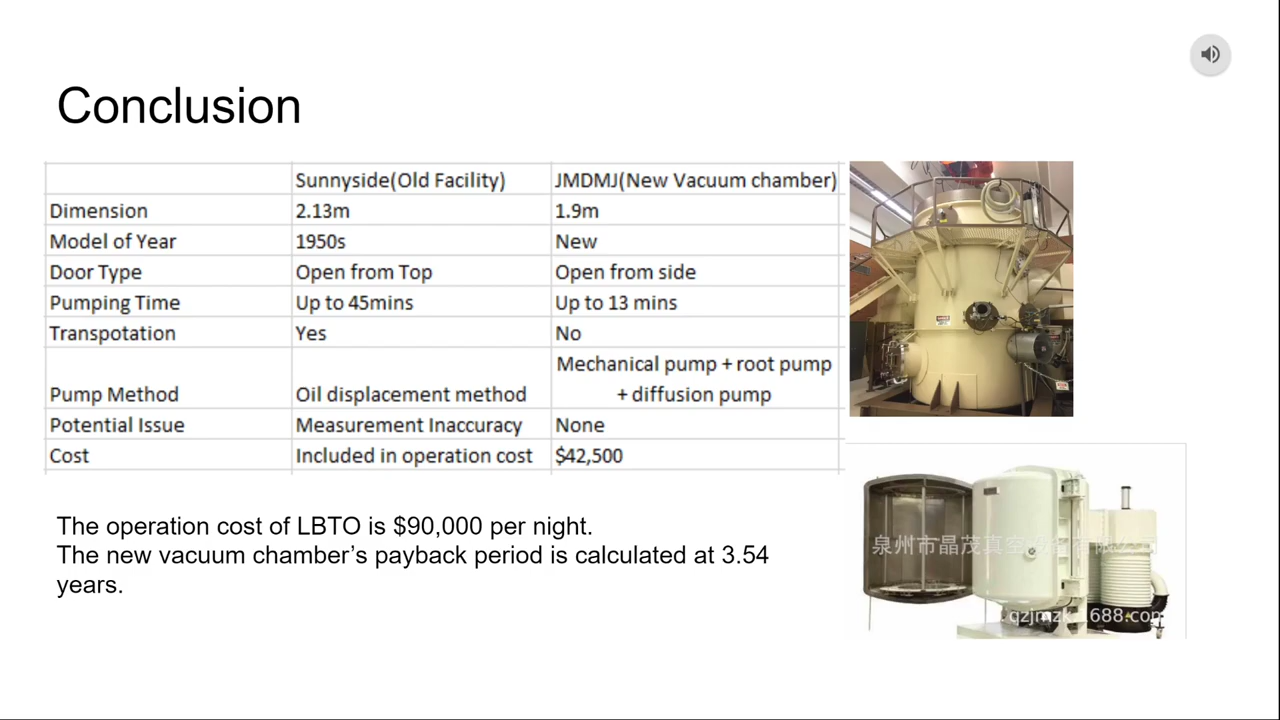 Conclusion
Sunnyside(Old Facility) JMDMJ(New Vacuum chamber)
Dimension 2.13m 1.9m
Model of Year 1950s New
Door Type Open from Top Open from side
Pumping Time Up to 45mins Up to 13 mins
Transpotation Yes No
Mechanical pump + root pump
Pump Method Oil displacement method + diffusion pump
Potential Issue Measurement Inaccuracy None
Cost Included in operation cost $42,500
The operation cost of LBTO is $90,000 per night.
The new vacuum chamber’s payback period is calculated at 3.54
years.
泉州市晶茂真空